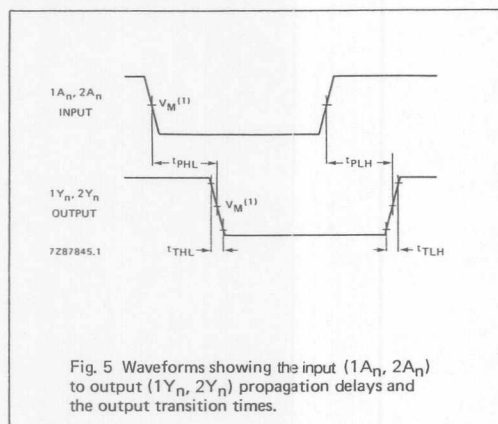 1An, 2An
INPUT
VM(1)
tPHL
tPLH
1Yn, 2Yn
OUTPUT
VM(1)
7Z87845.1
tTHL
tTLH
Fig. 5 Waveforms showing the input (1An, 2An)
to output (1Yn, 2Yn) propagation delays and
the output transition times.